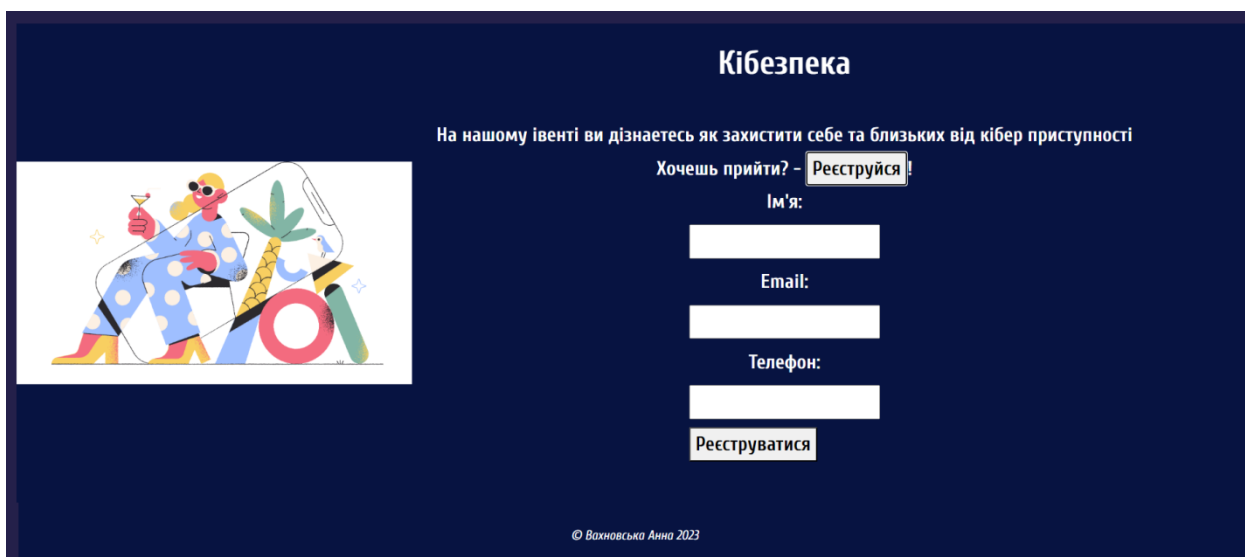 Кібезпека
На нашому івенті ви дізнаетесь як захистити себе та близьких від кібер приступності
Хочешь прийти? – Реєструйся!
Ім'я:
Email:
Телефон:
Реєструватися
© Вахновська Анна 2023